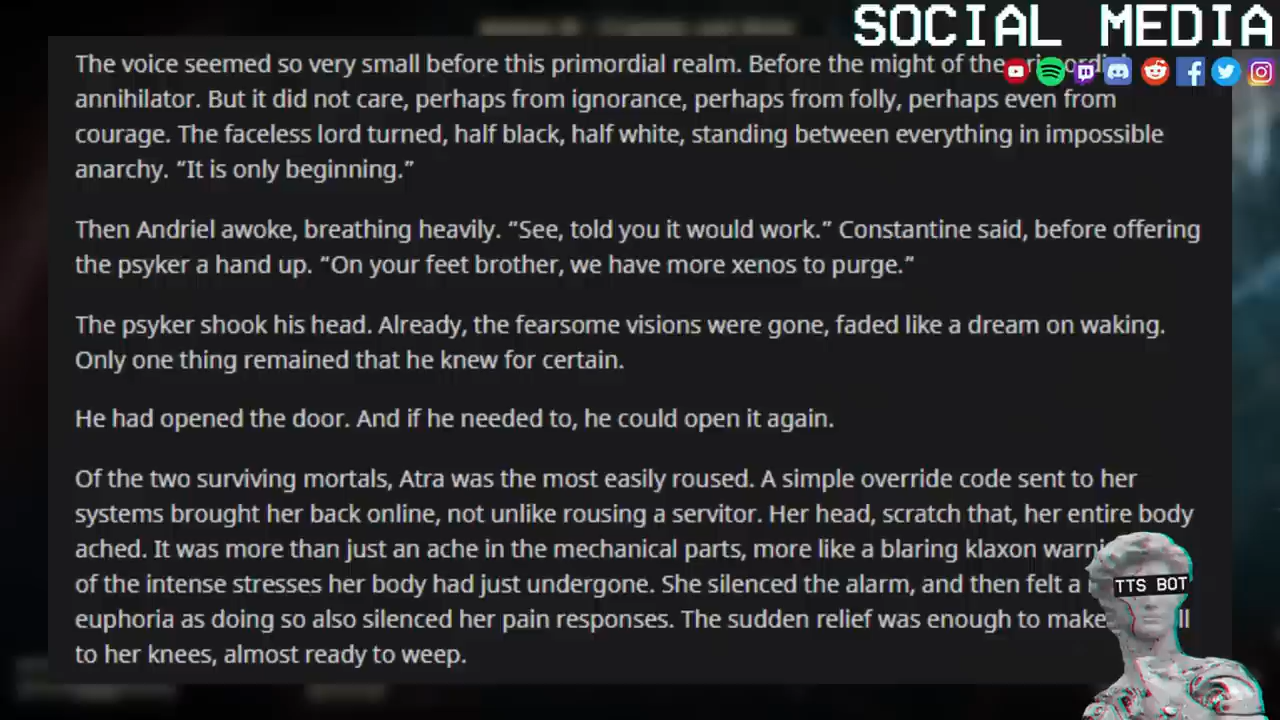 SOCIAL MEDIA
The voice seemed so very small before this primordial realm. Before the might of the
annihilator. But it did not care, perhaps from ignorance, perhaps from folly, perhaps even from
courage. The faceless lord turned, half black, half white, standing between everything in impossible
anarchy. “It is only beginning.”
Then Andriel awoke, breathing heavily. “See, told you it would work.” Constantine said, before offering
the psyker a hand up. “On your feet brother, we have more xenos to purge.”
The psyker shook his head. Already, the fearsome visions were gone, faded like a dream on waking.
Only one thing remained that he knew for certain.
He had opened the door. And if he needed to, he could open it again.
Of the two surviving mortals, Atra was the most easily roused. A simple override code sent to her
systems brought her back online, not unlike rousing a servitor. Her head, scratch that, her entire body
ached. It was more than just an ache in the mechanical parts, more like a blaring klaxon
of the intense stresses her body had just undergone. She silenced the alarm, and then felt a
TTS BOT
euphoria as doing so also silenced her pain responses. The sudden relief was enough to make
to her knees, almost ready to weep.